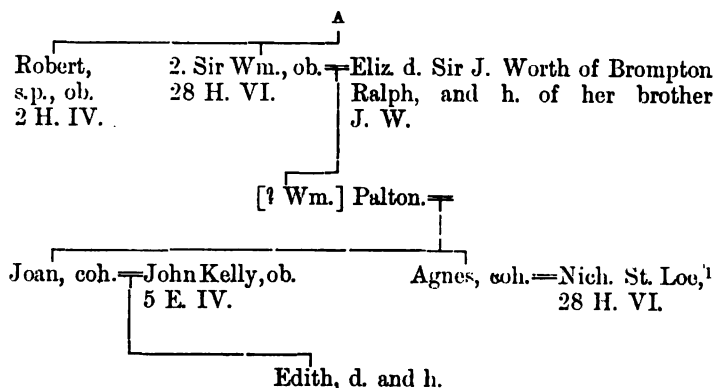 A
Robert, 2. Sir Wm., ob. Eliz. d. Sir J. Worth of Brompton
s.p., ob. 28 H. VI. Ralph, and h. of her brother
2 H. IV. J. W.
[? Wm.] Palton.
Joan, coh. John Kelly, ob. Agnes, coh. Nich. St. Loe,¹
5 E. IV. 28 H. VI.
Edith, d. and h.